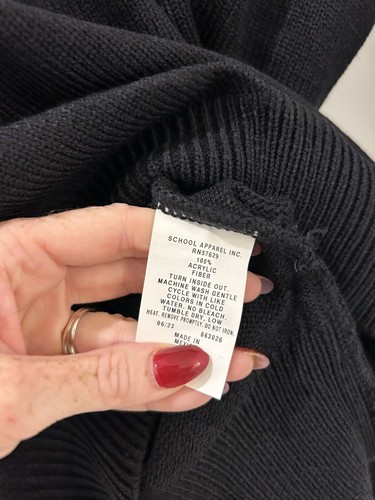 SCHOOL APPAREL INC.
RN57629
100%
ACRYLIC
FIBER
TURN INSIDE OUT.
MACHINE WASH GENTLE
CYCLE WITH LIKE
COLORS IN COLD
WATER. NO BLEACH.
TUMBLE DRY. LOW
HEAT. REMOVE PROMPTLY. DO NOT IRON.
06/23 663026
MADE IN